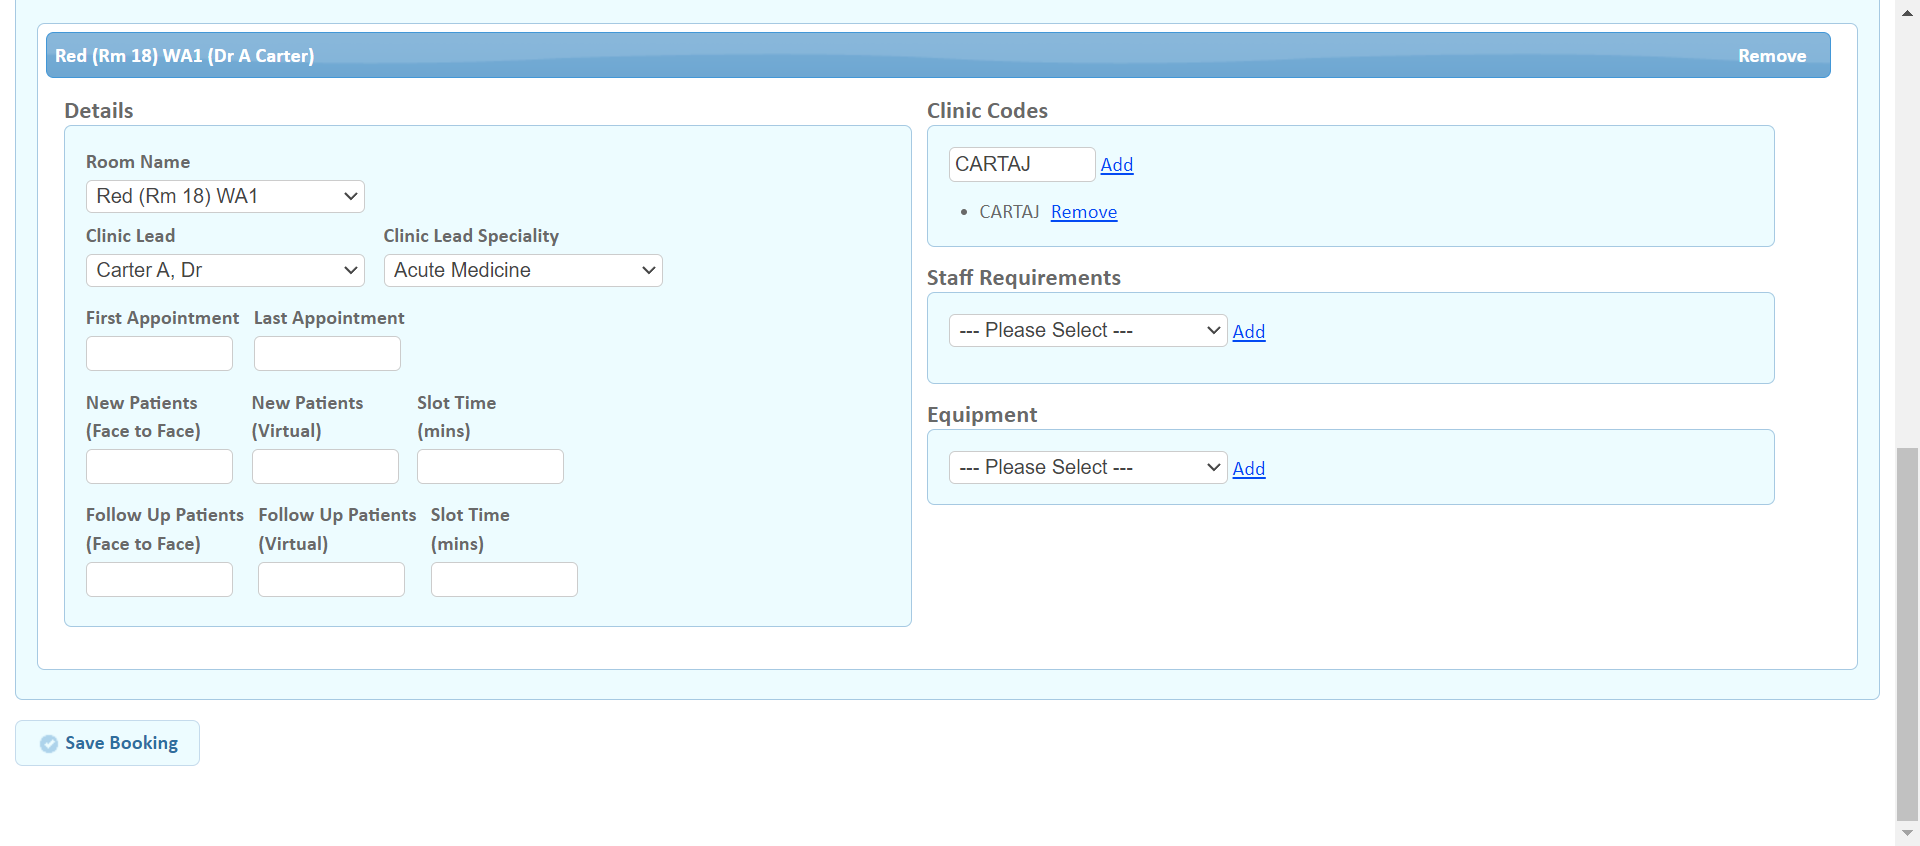 Red (Rm 18) WA1 (Dr A Carter) Remove
Details
Room Name
Red (Rm 18) WA1
Clinic Lead Clinic Lead Speciality
Carter A, Dr Acute Medicine
First Appointment Last Appointment
New Patients (Face to Face) New Patients (Virtual) Slot Time (mins)
Follow Up Patients (Face to Face) Follow Up Patients (Virtual) Slot Time (mins)
Clinic Codes
CARTAJ Add
• CARTAJ Remove
Staff Requirements
--- Please Select --- Add
Equipment
--- Please Select --- Add
Save Booking